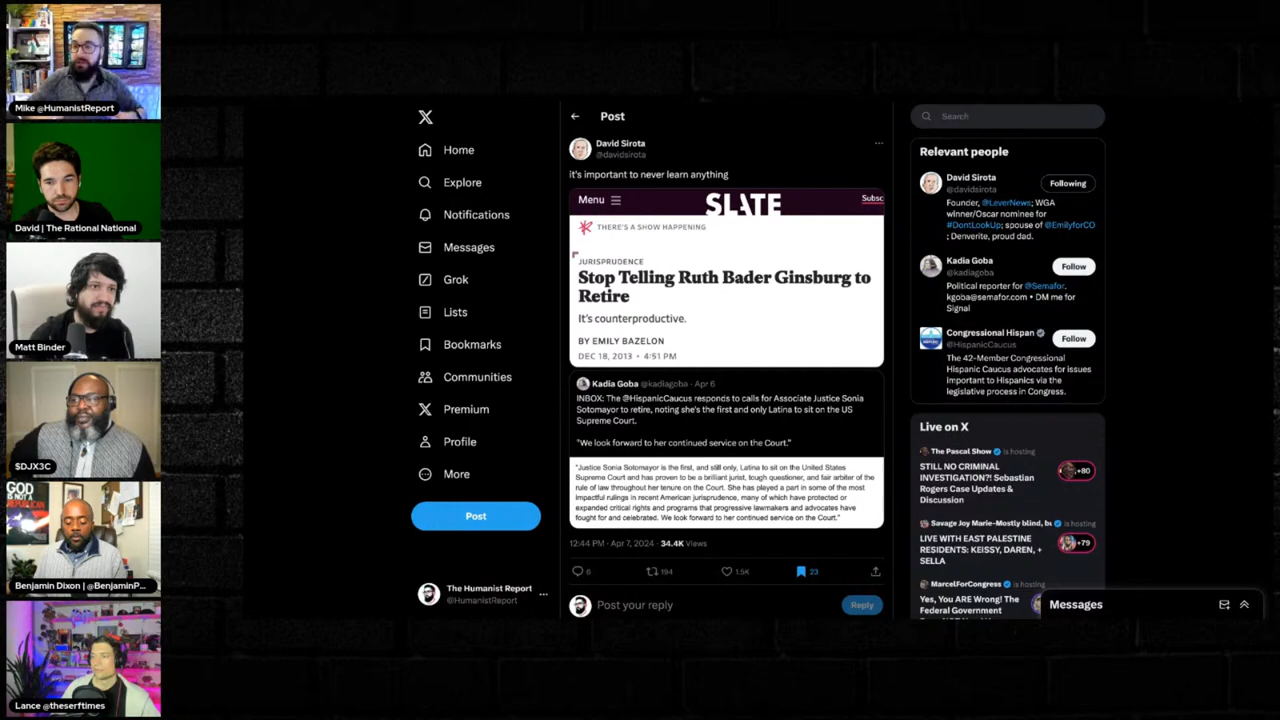 Mike @HumanistReport
David | The Rational National
Matt Binder
$DJX3C
GOD
IS NOT A
REPUBLICAN
Benjamin Dixon | @BenjaminP...
Lance @theserftimes
X
Home
Explore
Notifications
Messages
Grok
Lists
Bookmarks
Communities
Premium
Profile
More
Post
The Humanist Report
@HumanistReport
Post
David Sirota
@davidsirota
it's important to never learn anything
Menu
SLATE
Subsc
THERE'S A SHOW HAPPENING
JURISPRUDENCE
Stop Telling Ruth Bader Ginsburg to
Retire
It's counterproductive.
BY EMILY BAZELON
DEC 18, 2013 • 4:51 PM
Kadia Goba @kadiagoba · Apr 6
INBOX: The @HispanicCaucus responds to calls for Associate Justice Sonia
Sotomayor to retire, noting she's the first and only Latina to sit on the US
Supreme Court.
"We look forward to her continued service on the Court."
"Justice Sonia Sotomayor is the first, and still only, Latina to sit on the United States
Supreme Court and has proven to be a brilliant jurist, tough questioner, and fair arbiter of the
rule of law throughout her tenure on the Court. She has played a part in some of the most
impactful rulings in recent American jurisprudence, many of which have protected or
expanded critical rights and programs that progressive lawmakers and advocates have
fought for and celebrated. We look forward to her continued service on the Court."
12:44 PM · Apr 7, 2024 · 34.4K Views
6
194
1.5K
23
Post your reply
Reply
Search
Relevant people
David Sirota
@davidsirota
Following
Founder, @LeverNews; WGA
winner/Oscar nominee for
#DontLookUp; spouse of @EmilyforCO
; Denverite, proud dad.
Kadia Goba
@kadiagoba
Follow
Political reporter for @Semafor.
kgoba@semafor.com • DM me for
Signal
Congressional Hispan
@HispanicCaucus
Follow
The 42-Member Congressional
Hispanic Caucus advocates for issues
important to Hispanics via the
legislative process in Congress.
Live on X
The Pascal Show is hosting
STILL NO CRIMINAL
INVESTIGATION?! Sebastian
Rogers Case Updates &
Discussion
+80
Savage Joy Marie-Mostly blind, bu is hosting
LIVE WITH EAST PALESTINE
RESIDENTS: KEISSY, DAREN, +
SELLA
+79
MarcelForCongress is hosting
Yes, You ARE Wrong! The
Federal Government
Messages